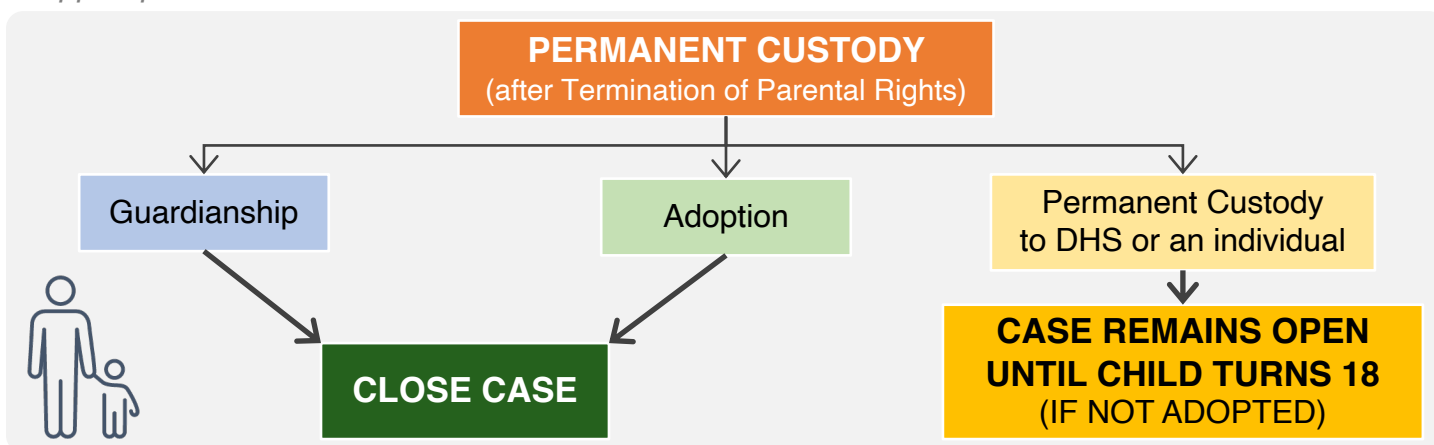 PERMANENT CUSTODY
(after Termination of Parental Rights)
Guardianship
Adoption
Permanent Custody
to DHS or an individual
CLOSE CASE
CASE REMAINS OPEN
UNTIL CHILD TURNS 18
(IF NOT ADOPTED)